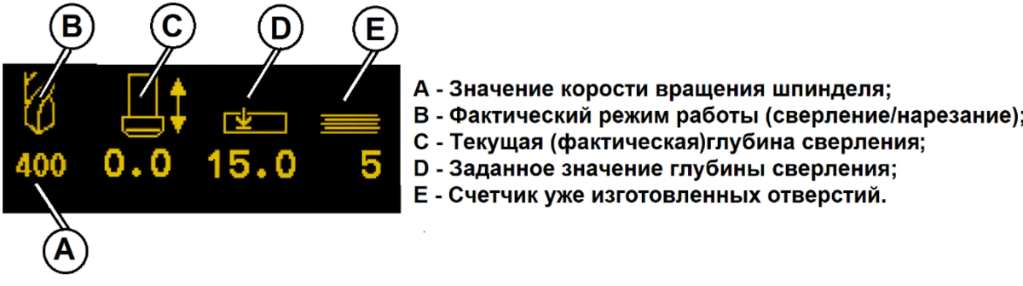 B C D E
400 0.0 15.0 5
A
A - Значение корости вращения шпинделя;
B - Фактический режим работы (сверление/нарезание);
C - Текущая (фактическая)глубина сверления;
D - Заданное значение глубины сверления;
E - Счетчик уже изготовленных отверстий.